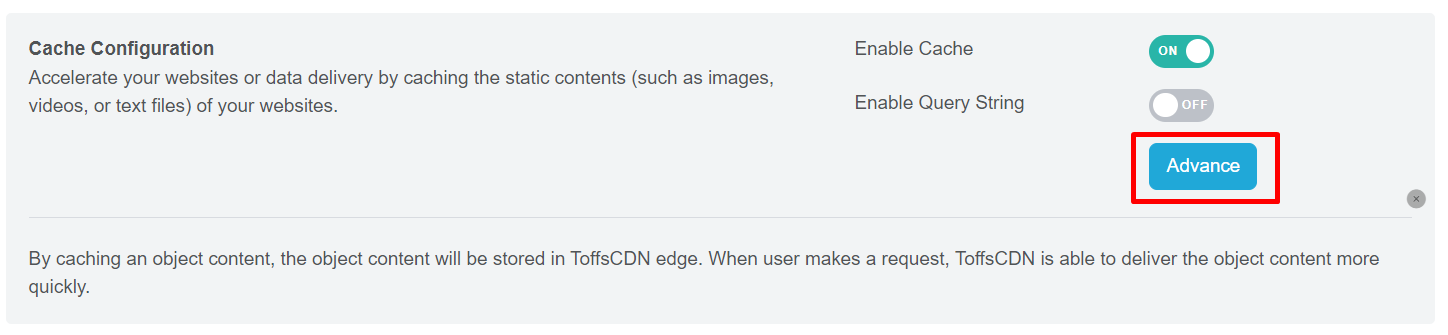 Cache Configuration
Enable Cache
ON
Accelerate your websites or data delivery by caching the static contents (such as images,
videos, or text files) of your websites.
Enable Query String
OFF
Advance
By caching an object content, the object content will be stored in ToffsCDN edge. When user makes a request, ToffsCDN is able to deliver the object content more
quickly.